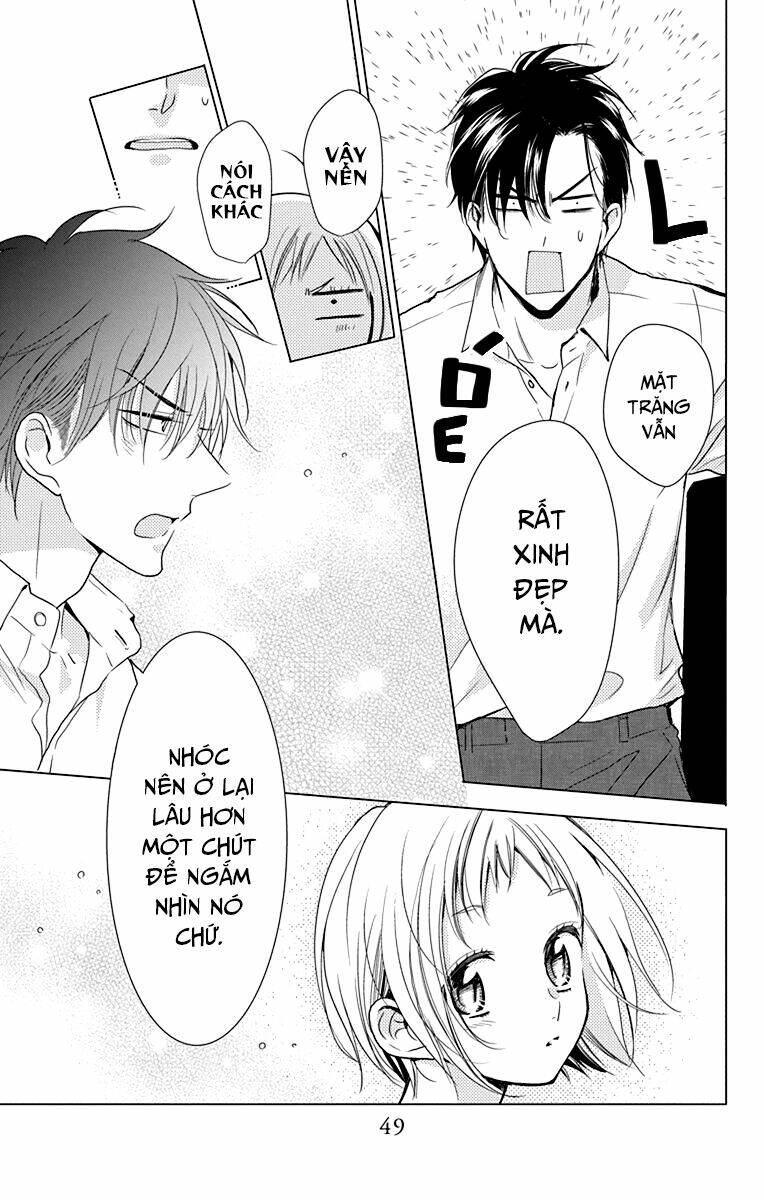 MẶT
TRĂNG
VẪN
RẤT
XINH
ĐẸP
MÀ.
VẬY
NÊN
NÓI
CÁCH
KHÁC
NHÓC
NÊN Ở LẠI
LÂU HƠN
MỘT CHÚT
ĐỂ NGẮM
NHÌN NÓ
CHỨ.
49